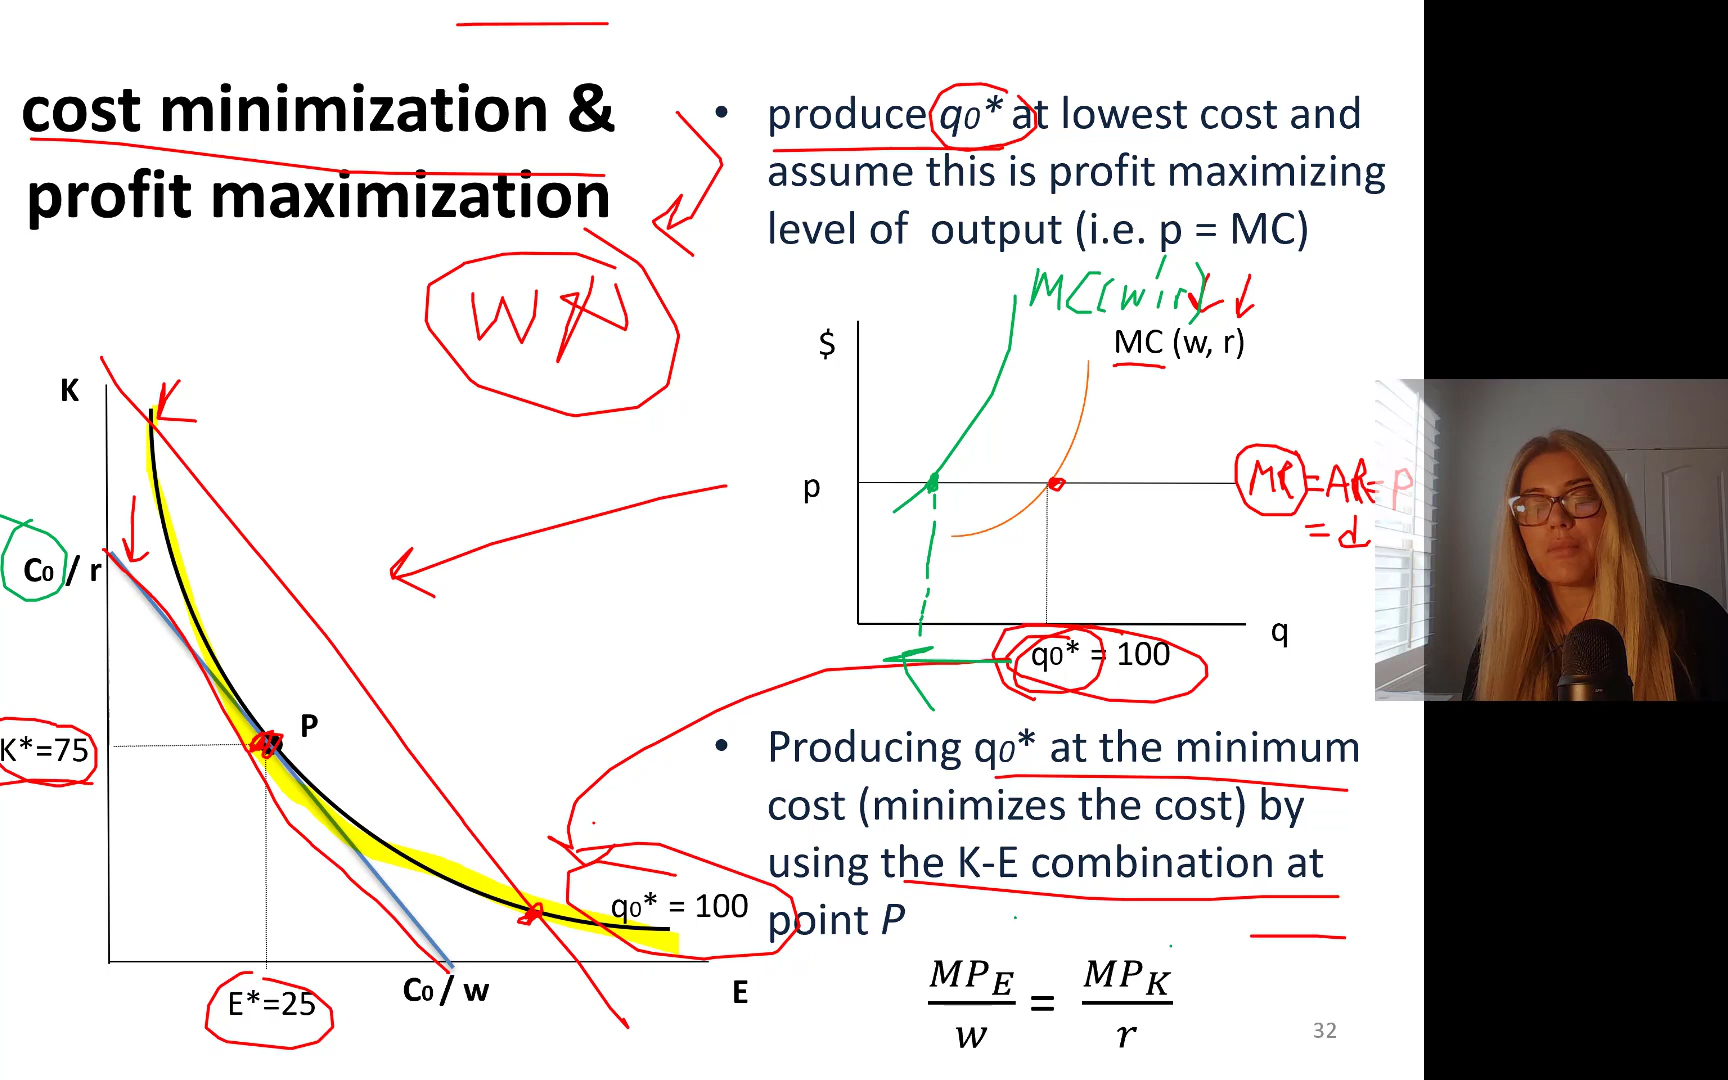 cost minimization &
profit maximization
• produce q0* at lowest cost and
assume this is profit maximizing
level of output (i.e. p = MC)
MC(w,r)
$
MC (w, r)
p
MR = AR = P
= d
q
q0* = 100
K
C0 / r
P
K*=75
q0* = 100
E*=25
C0 / w
E
• Producing q0* at the minimum
cost (minimizes the cost) by
using the K-E combination at
point P
MPE / w = MPK / r
32